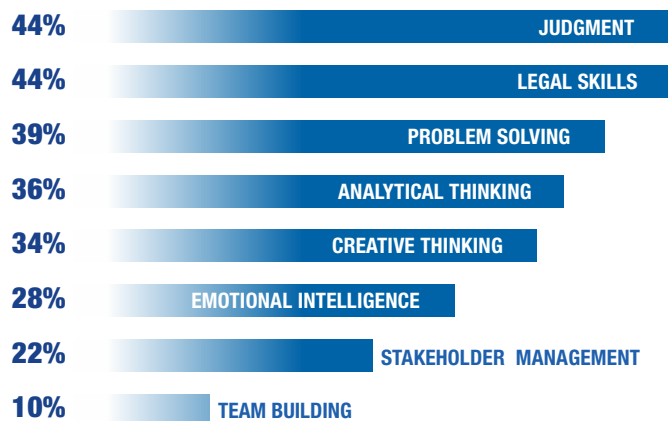 44% JUDGMENT
44% LEGAL SKILLS
39% PROBLEM SOLVING
36% ANALYTICAL THINKING
34% CREATIVE THINKING
28% EMOTIONAL INTELLIGENCE
22% STAKEHOLDER MANAGEMENT
10% TEAM BUILDING